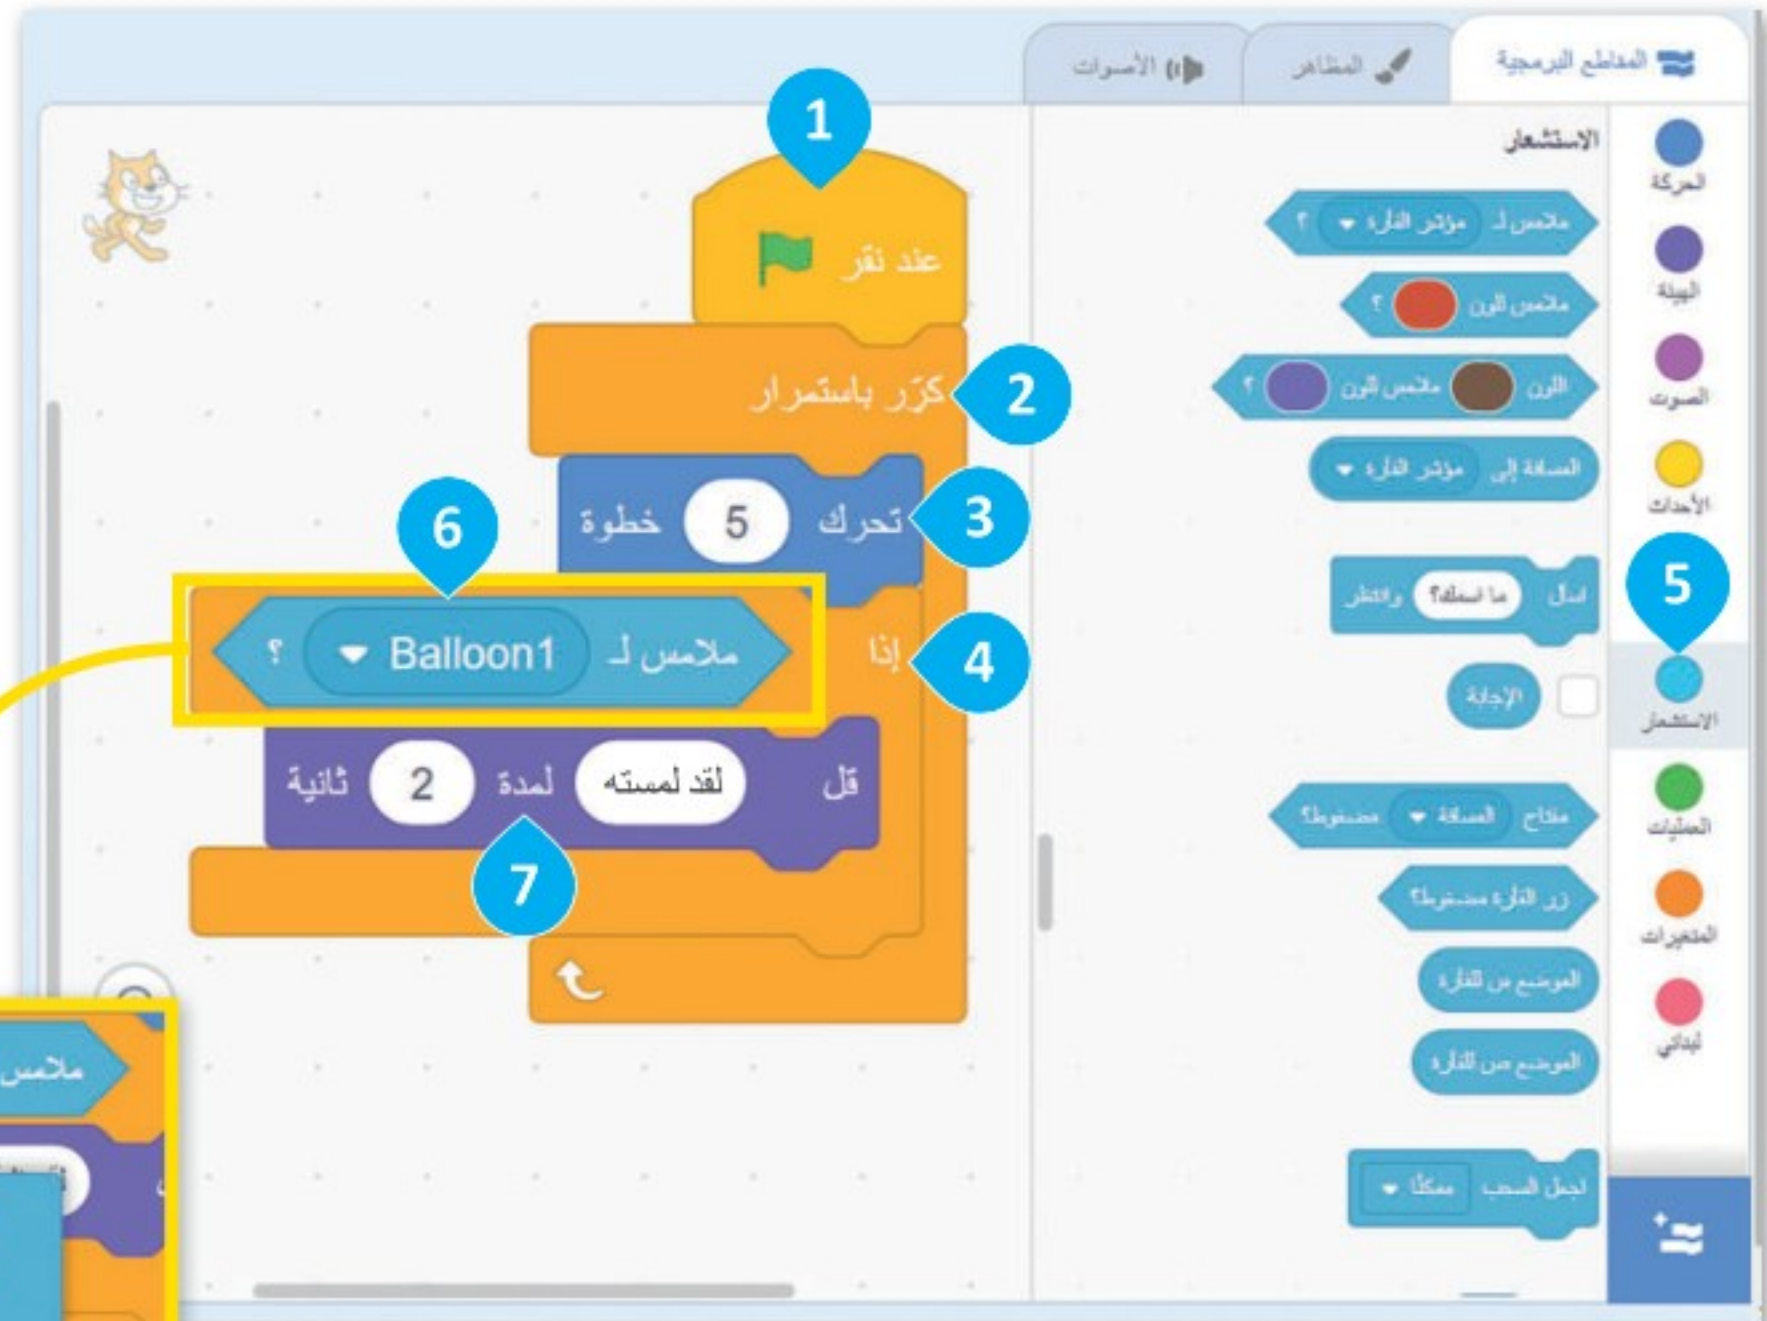 المقاطع البرمجية
المظاهر
الأصوات
الاستشعار
الحركة
الهيئة
الصوت
الأحداث
الاستشعار
العمليات
المتغيرات
لبناتي
ملامس لـ مؤشر الفأرة ؟
ملامس للون ؟
اللون ملامس للون ؟
المسافة إلى مؤشر الفأرة
اسأل ما اسمك؟ وانتظر
الإجابة
مفتاح المسافة مضغوط؟
زر الفأرة مضغوط؟
الموضع س للفأرة
الموضع ص للفأرة
اجعل السحب ممكنًا
1
عند نقر
كرّر باستمرار
2
تحرك 5 خطوة
3
إذا ملامس لـ Balloon1 ؟
4
5
6
قل لقد لمسته لمدة 2 ثانية
7
ملامس